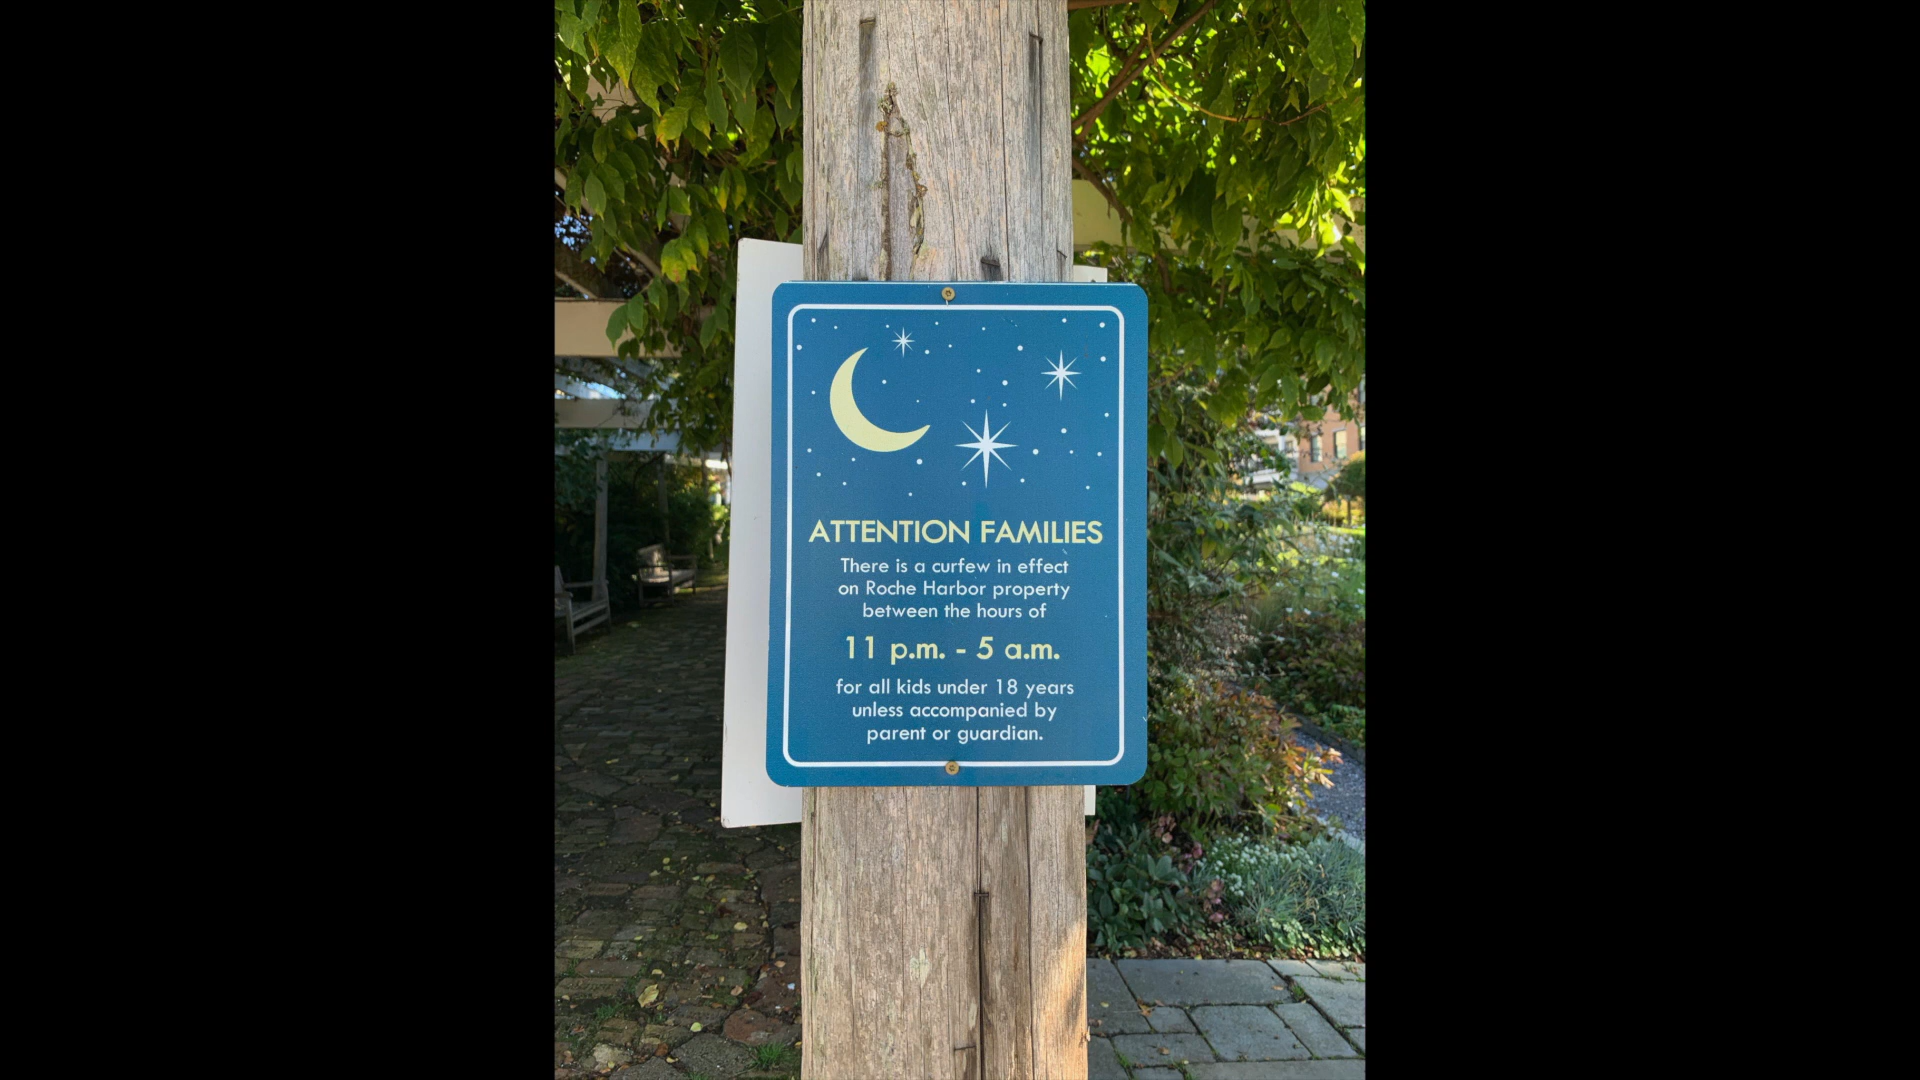 ATTENTION FAMILIES
There is a curfew in effect
on Roche Harbor property
between the hours of
11 p.m. - 5 a.m.
for all kids under 18 years
unless accompanied by
parent or guardian.